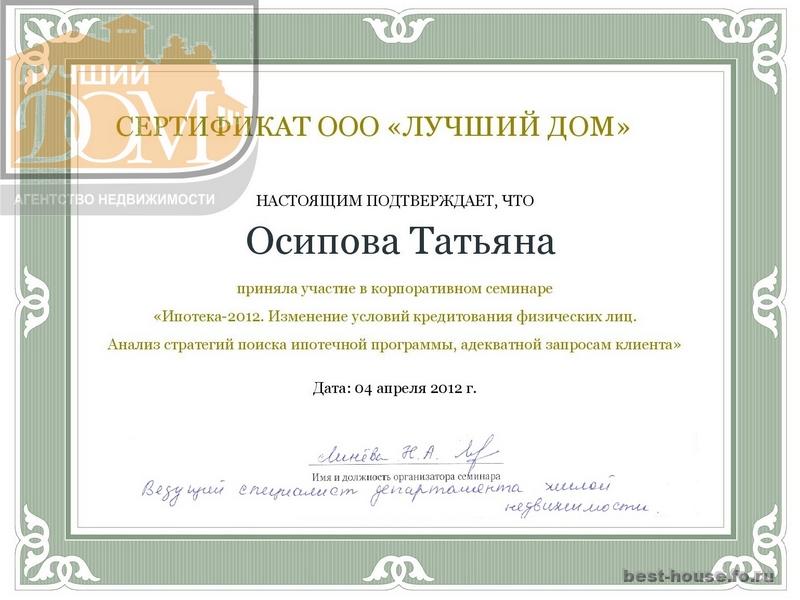 ЛУЧШИЙ
ДОМ
АГЕНТСТВО НЕДВИЖИМОСТИ
СЕРТИФИКАТ ООО «ЛУЧШИЙ ДОМ»
НАСТОЯЩИМ ПОДТВЕРЖДАЕТ, ЧТО
Осипова Татьяна
приняла участие в корпоративном семинаре
«Ипотека-2012. Изменение условий кредитования физических лиц.
Анализ стратегий поиска ипотечной программы, адекватной запросам клиента»
Дата: 04 апреля 2012 г.
Линёва Н.А.
Имя и должность организатора семинара
Ведущий специалист департамента жилой
недвижимости.
best-house.fo.ru